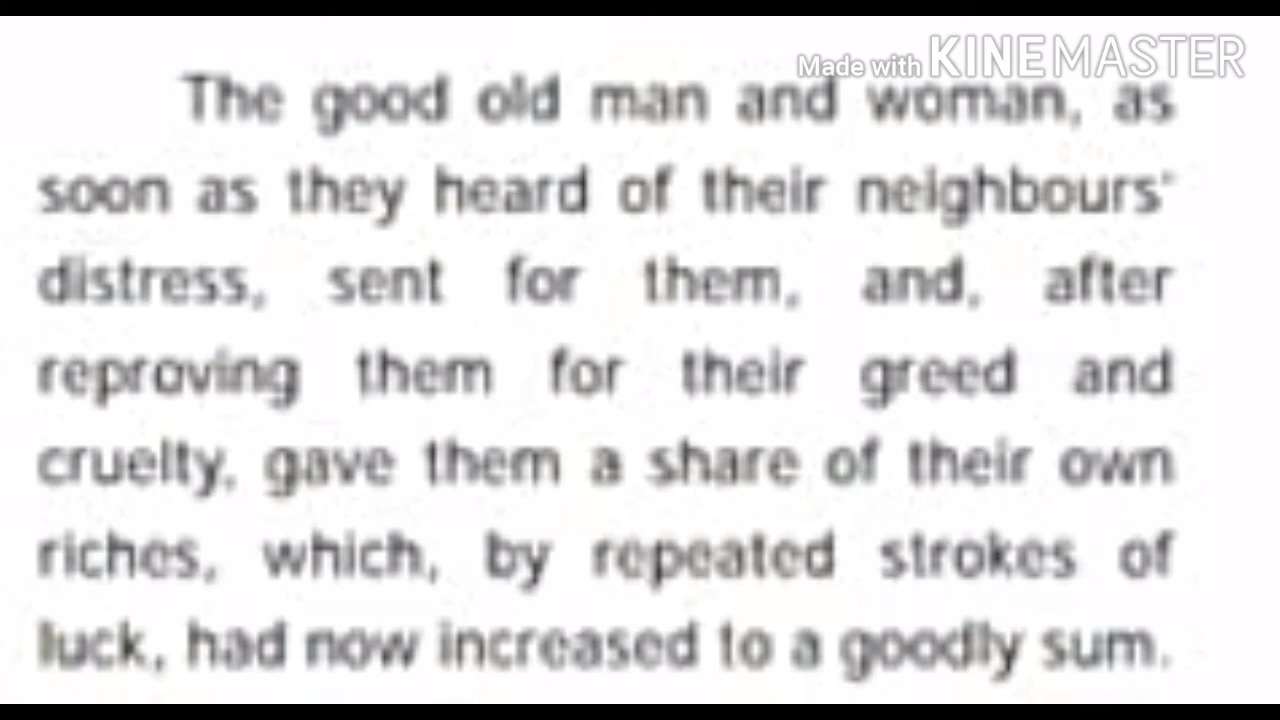 Made with KINEMASTER
The good old man and woman, as
soon as they heard of their neighbours'
distress, sent for them, and, after
reproving them for their greed and
cruelty, gave them a share of their own
riches, which, by repeated strokes of
luck, had now increased to a goodly sum.